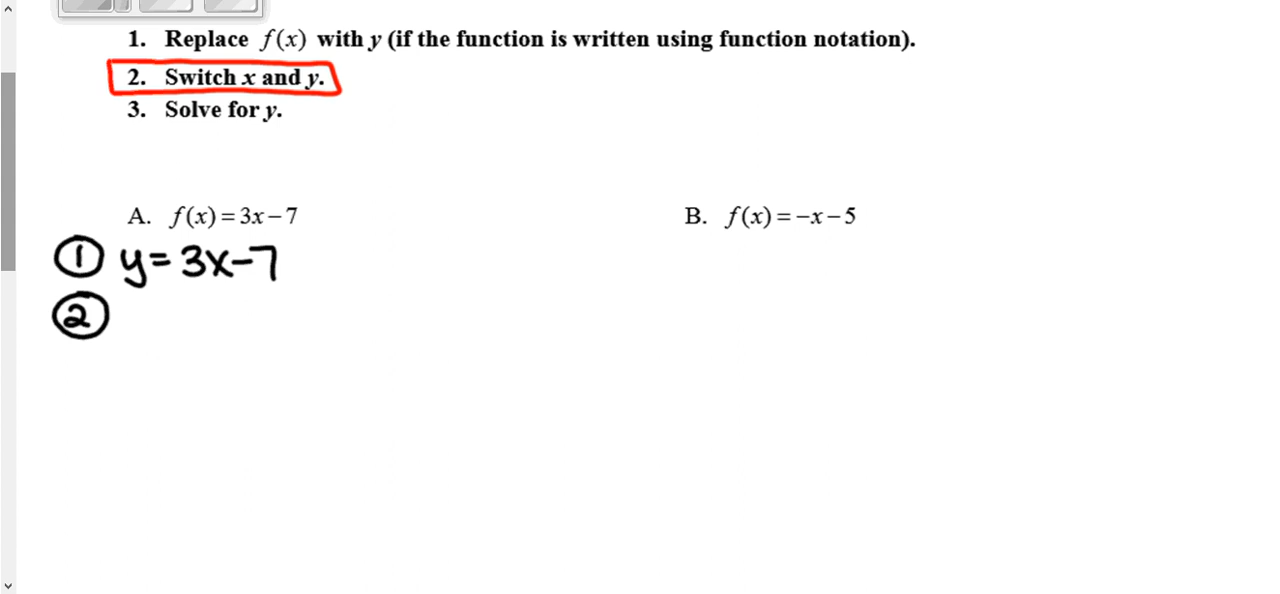 1. Replace f(x) with y (if the function is written using function notation).
2. Switch x and y.
3. Solve for y.
A. f(x)=3x−7 B. f(x)=−x−5
① y=3x−7
②